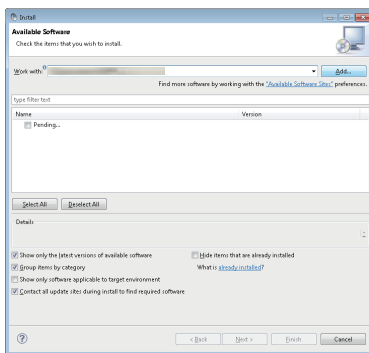 Install
Available Software
Check the items that you wish to install.
Work with:
Add...
Find more software by working with the "Available Software Sites" preferences.
type filter text
Name Version
Pending...
Select All Deselect All
Details
Show only the latest versions of available software Hide items that are already installed
Group items by category What is already installed?
Show only software applicable to target environment
Contact all update sites during install to find required software
< Back Next > Finish Cancel